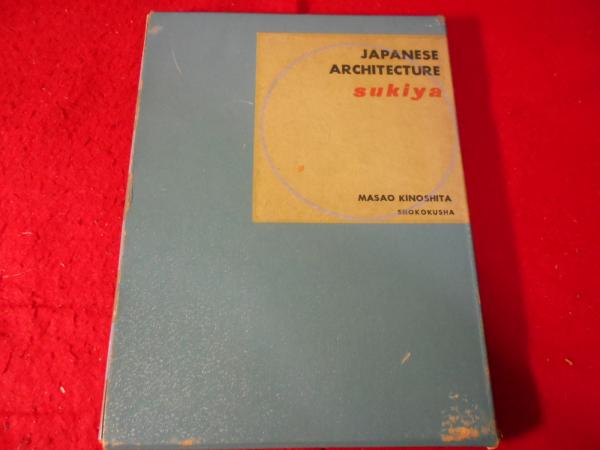 JAPANESE
ARCHITECTURE
sukiya
MASAO KINOSHITA
SHOKOKUSHA